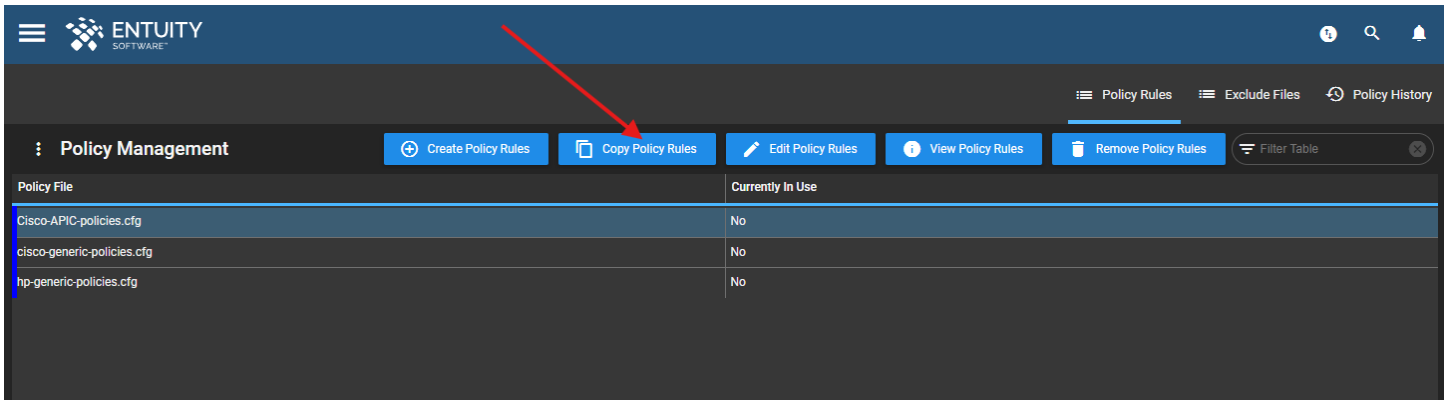 ENTUITY
SOFTWARE™
Policy Rules Exclude Files Policy History
Policy Management Create Policy Rules Copy Policy Rules Edit Policy Rules View Policy Rules Remove Policy Rules Filter Table
Policy File Currently In Use
Cisco-APIC-policies.cfg No
cisco-generic-policies.cfg No
hp-generic-policies.cfg No